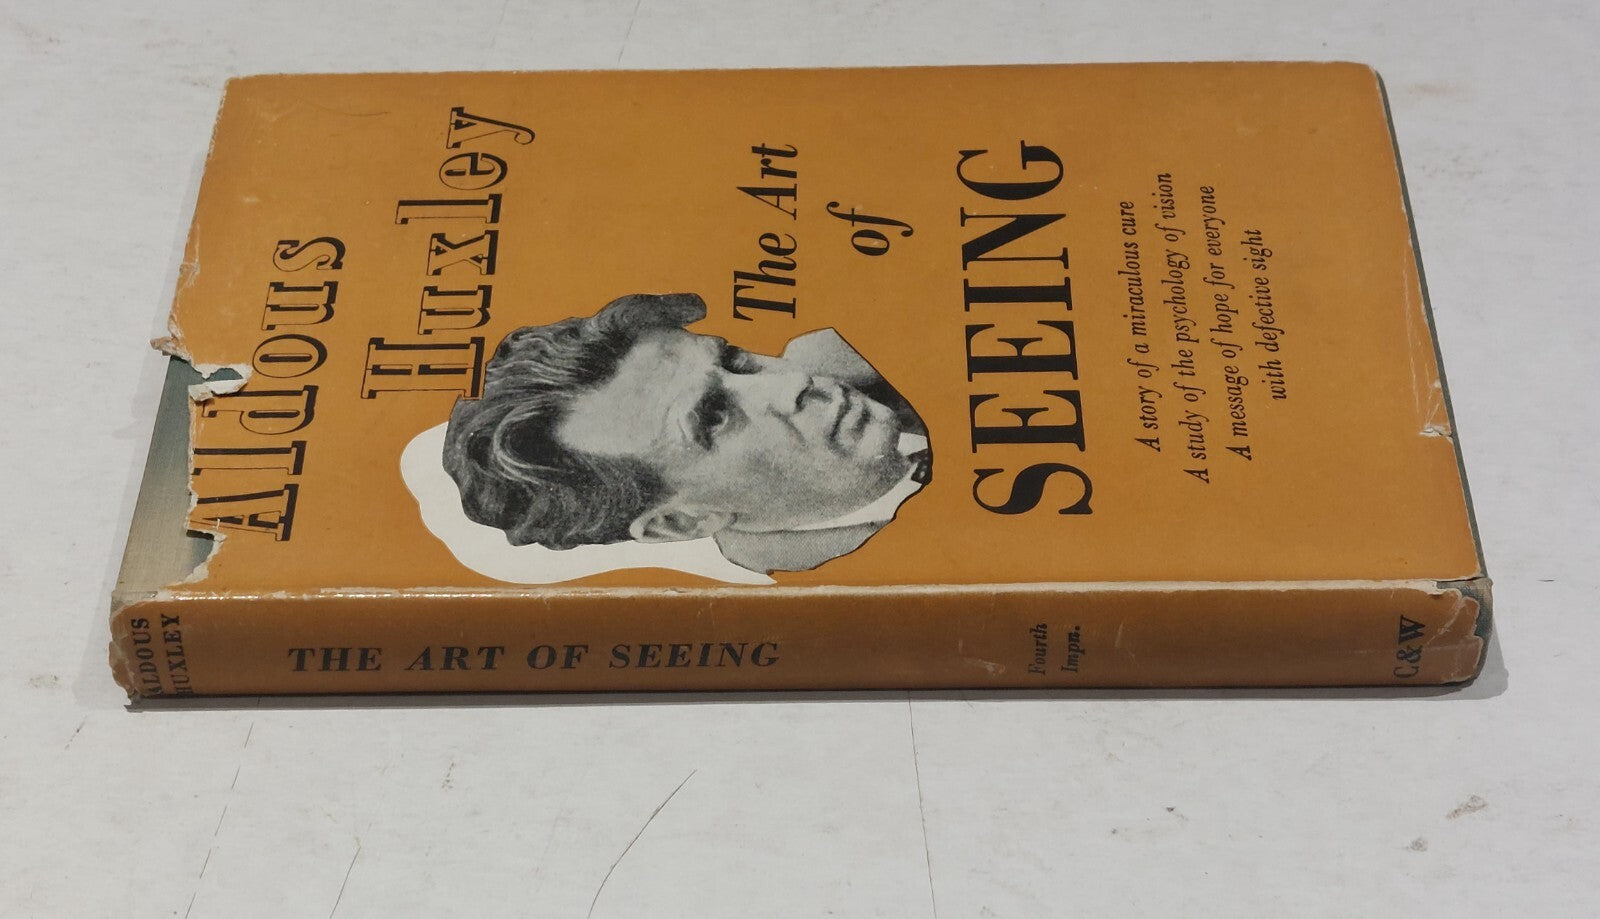 Aldous
Huxley
The Art
of
SEEING
A story of a miraculous cure
A study of the psychology of vision
A message of hope for everyone
with defective sight
ALDOUS
HUXLEY
THE ART OF SEEING
Fourth
Impn.
C&W